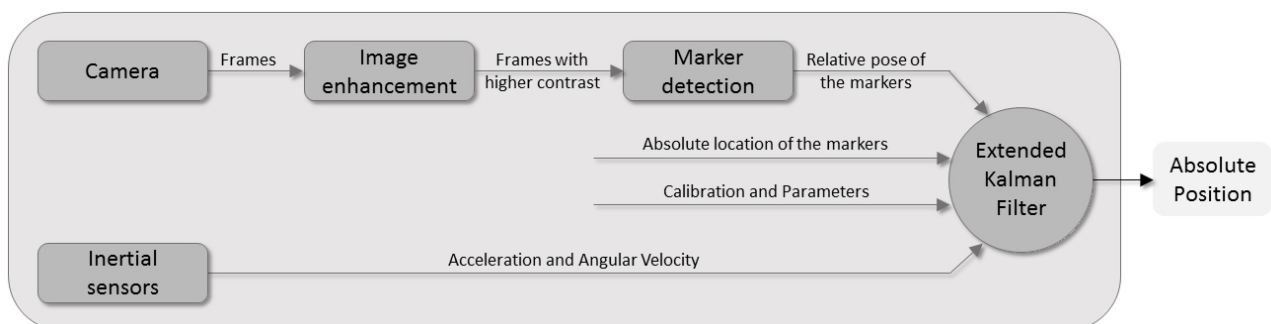 Camera
Frames
Image
enhancement
Frames with
higher contrast
Marker
detection
Relative pose of
the markers
Absolute location of the markers
Calibration and Parameters
Extended
Kalman
Filter
Absolute
Position
Inertial
sensors
Acceleration and Angular Velocity